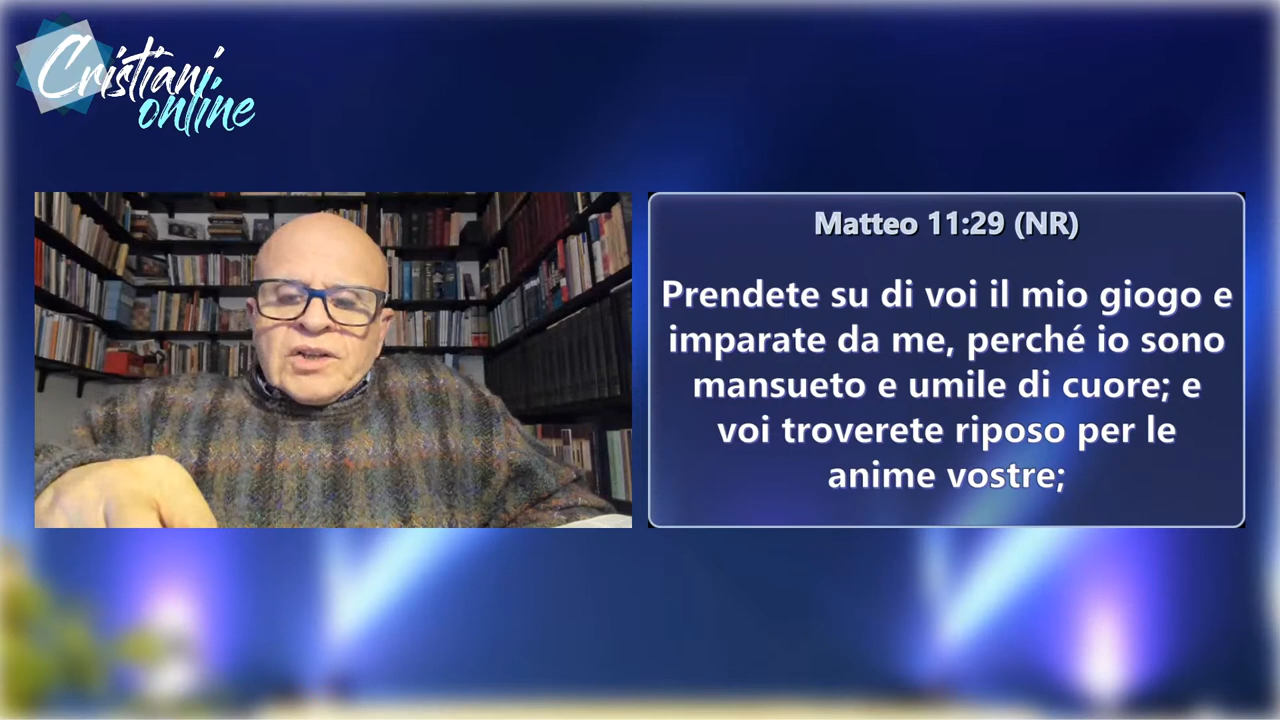 Cristiani
online
Matteo 11:29 (NR)
Prendete su di voi il mio giogo e
imparate da me, perché io sono
mansueto e umile di cuore; e
voi troverete riposo per le
anime vostre;